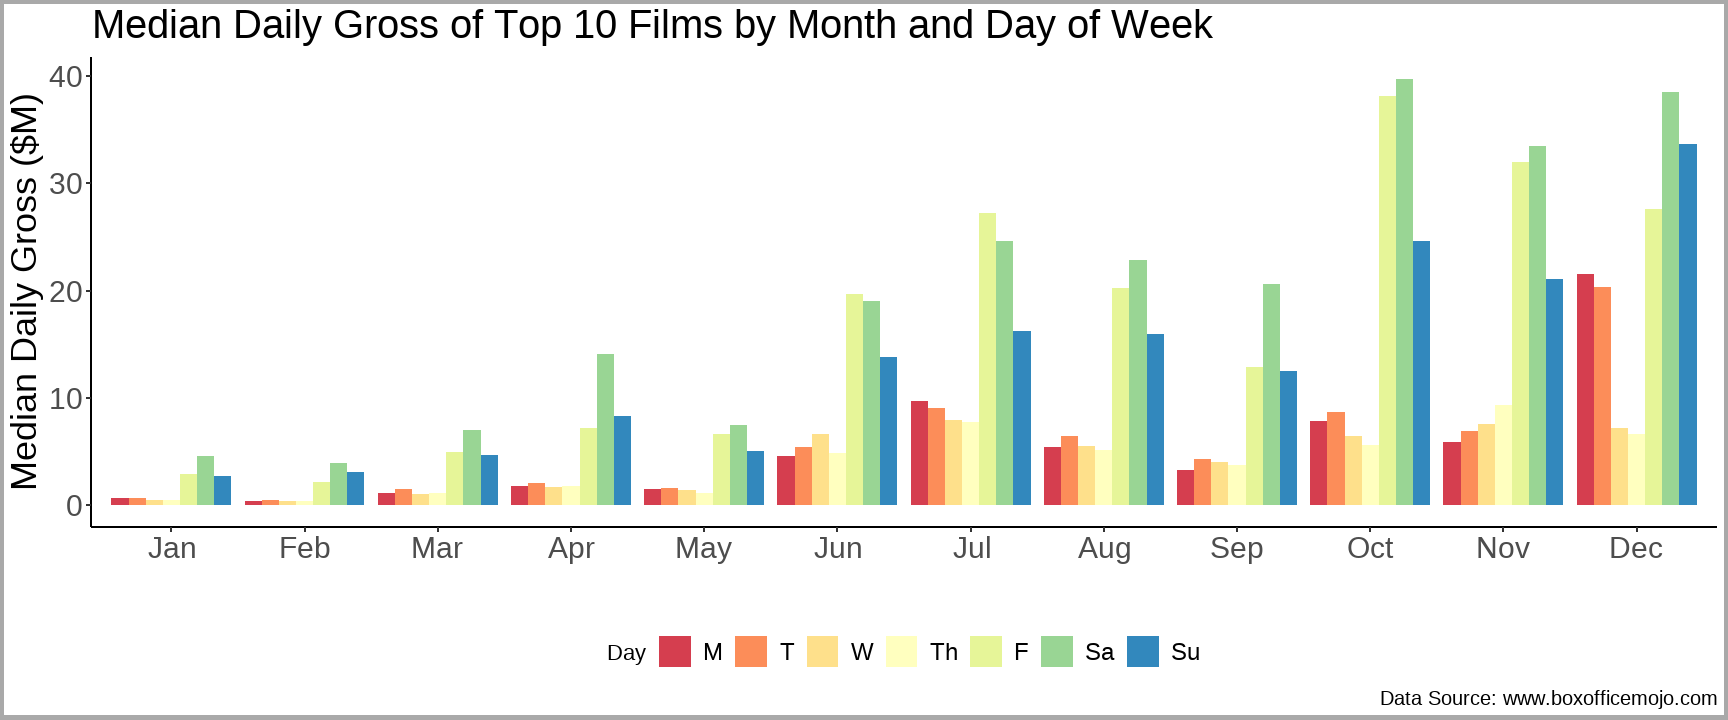 Median Daily Gross of Top 10 Films by Month and Day of Week
Median Daily Gross ($M)
40
30
20
10
0
Jan Feb Mar Apr May Jun Jul Aug Sep Oct Nov Dec
Day M T W Th F Sa Su
Data Source: www.boxofficemojo.com